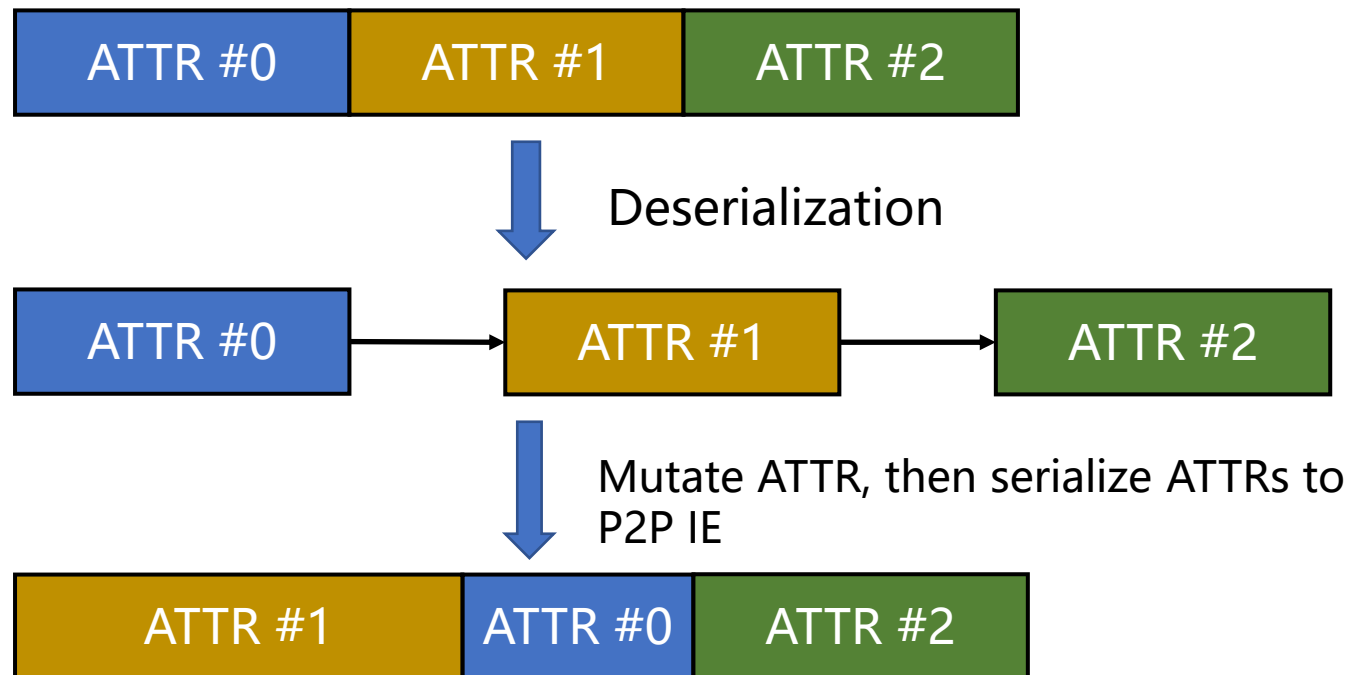 ATTR #0 ATTR #1 ATTR #2
Deserialization
ATTR #0 ATTR #1 ATTR #2
Mutate ATTR, then serialize ATTRs to
P2P IE
ATTR #1 ATTR #0 ATTR #2